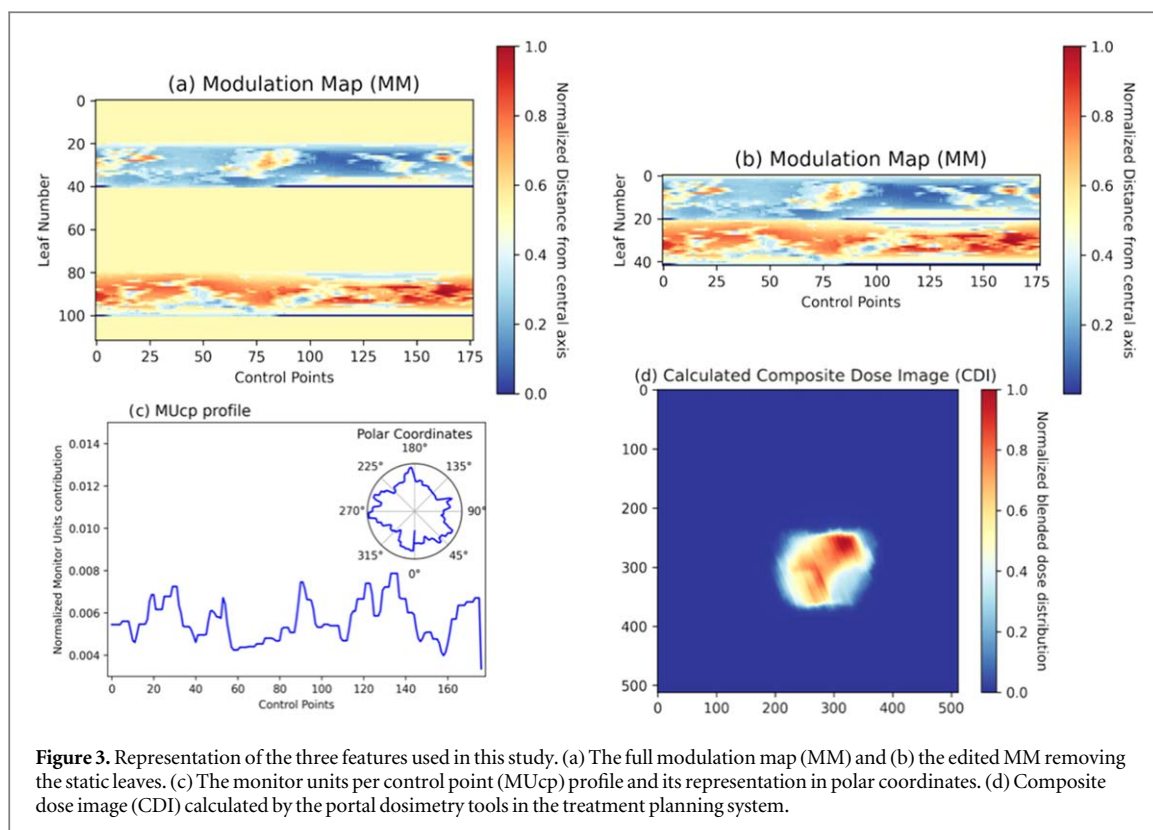 (a) Modulation Map (MM)
Leaf Number
0
20
40
60
80
100
0 25 50 75 100 125 150 175
Control Points
1.0
0.8
0.6
0.4
0.2
0.0
Normalized Distance from central axis
(b) Modulation Map (MM)
Leaf Number
0
20
40
0 25 50 75 100 125 150 175
Control Points
1.0
0.8
0.6
0.4
0.2
Normalized Distance from central axis
(c) MUcp profile
Normalized Monitor Units contribution
0.014
0.012
0.010
0.008
0.006
0.004
0 20 40 60 80 100 120 140 160
Control Points
Polar Coordinates
180°
225° 135°
270° 90°
315° 45°
0°
(d) Calculated Composite Dose Image (CDI)
0
100
200
300
400
500
0 100 200 300 400 500
1.0
0.8
0.6
0.4
0.2
0.0
Normalized blended dose distribution
Figure 3. Representation of the three features used in this study. (a) The full modulation map (MM) and (b) the edited MM removing
the static leaves. (c) The monitor units per control point (MUcp) profile and its representation in polar coordinates. (d) Composite
dose image (CDI) calculated by the portal dosimetry tools in the treatment planning system.